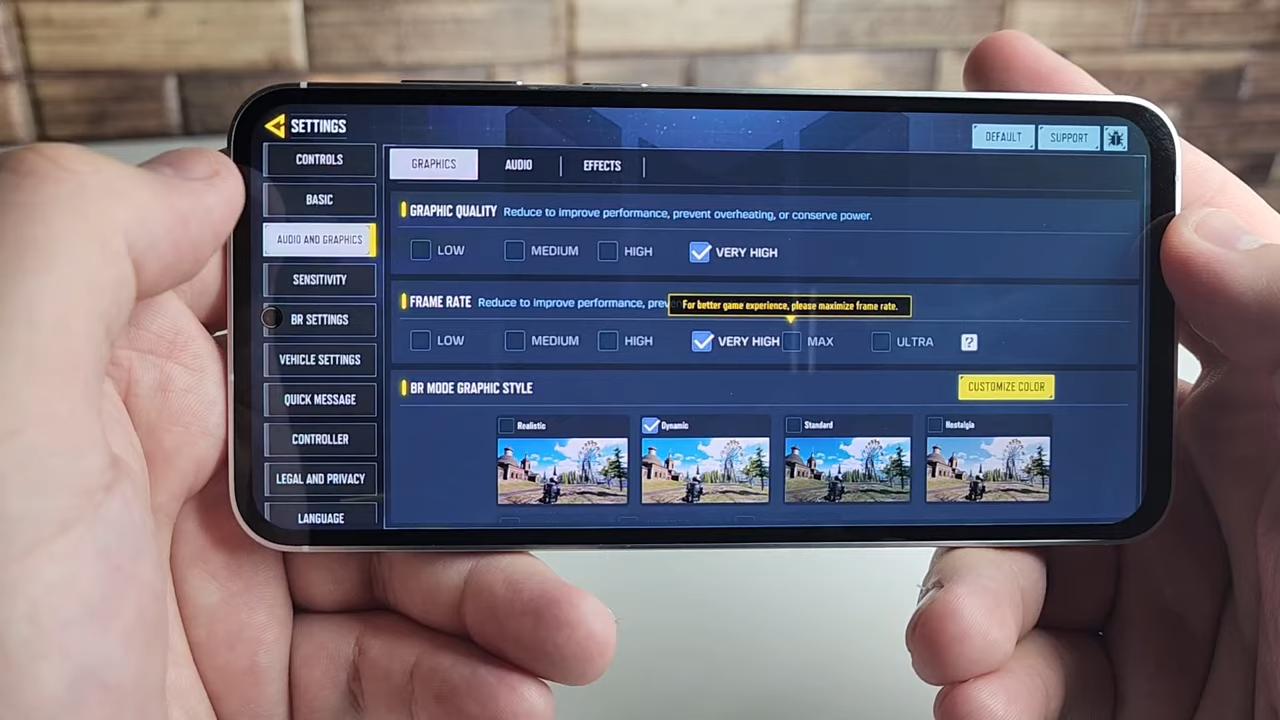 SETTINGS
DEFAULT
SUPPORT
CONTROLS
BASIC
AUDIO AND GRAPHICS
SENSITIVITY
BR SETTINGS
VEHICLE SETTINGS
QUICK MESSAGE
CONTROLLER
LEGAL AND PRIVACY
LANGUAGE
GRAPHICS
AUDIO
EFFECTS
GRAPHIC QUALITY Reduce to improve performance, prevent overheating, or conserve power.
LOW MEDIUM HIGH VERY HIGH
FRAME RATE Reduce to improve performance, prev
For better game experience, please maximize frame rate.
LOW MEDIUM HIGH VERY HIGH MAX ULTRA ?
BR MODE GRAPHIC STYLE
CUSTOMIZE COLOR
Realistic Dynamic Standard Nostalgia